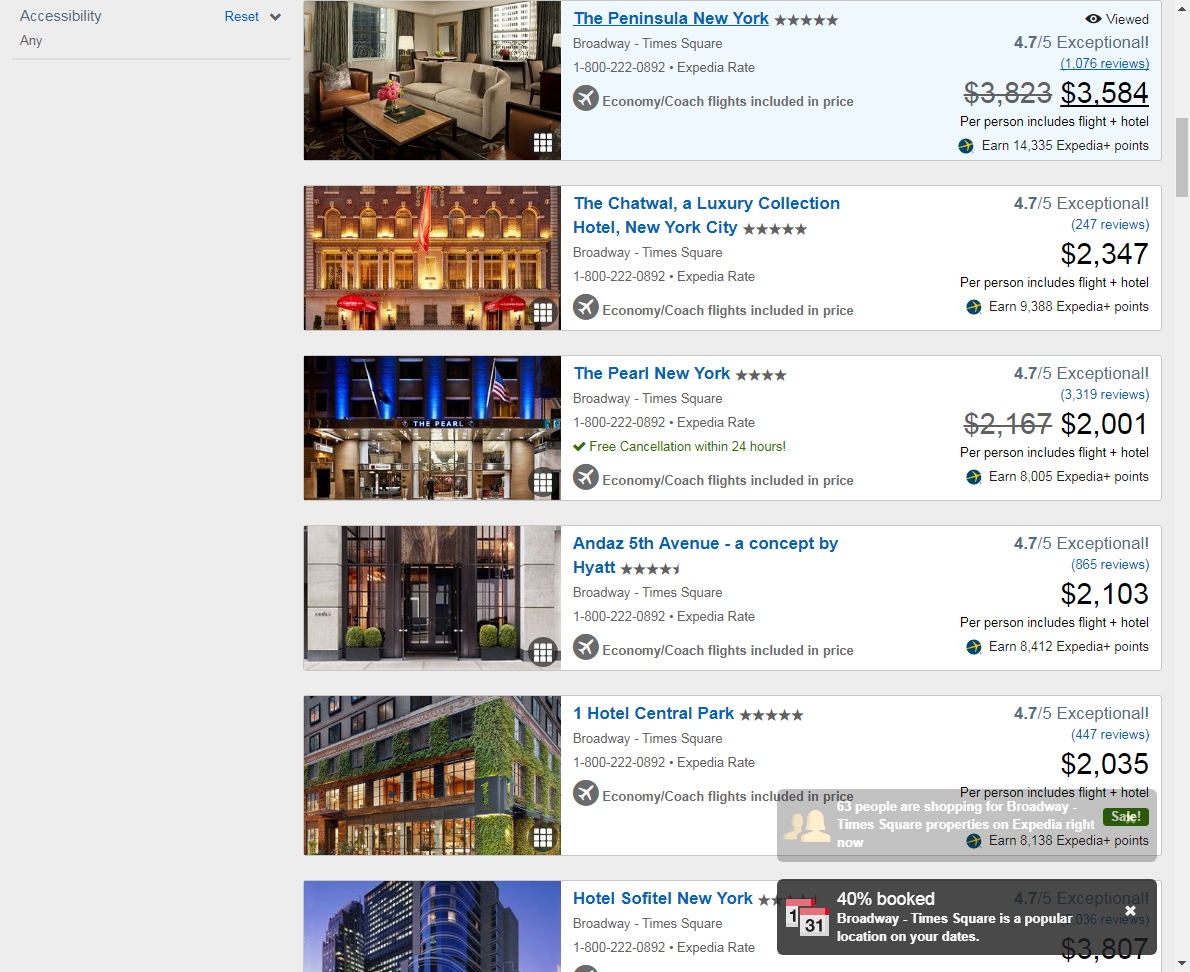 Accessibility
Reset
Any
The Peninsula New York
Viewed
Broadway - Times Square
4.7/5 Exceptional!
1-800-222-0892 • Expedia Rate
(1,076 reviews)
$3,823 $3,584
Economy/Coach flights included in price
Per person includes flight + hotel
Earn 14,335 Expedia+ points
The Chatwal, a Luxury Collection
Hotel, New York City
4.7/5 Exceptional!
(247 reviews)
Broadway - Times Square
$2,347
1-800-222-0892 • Expedia Rate
Per person includes flight + hotel
Economy/Coach flights included in price
Earn 9,388 Expedia+ points
THE PEARL
The Pearl New York
4.7/5 Exceptional!
(3,319 reviews)
Broadway - Times Square
$2,167 $2,001
1-800-222-0892 • Expedia Rate
Free Cancellation within 24 hours!
Per person includes flight + hotel
Economy/Coach flights included in price
Earn 8,005 Expedia+ points
Andaz 5th Avenue - a concept by
Hyatt
4.7/5 Exceptional!
(865 reviews)
Broadway - Times Square
$2,103
1-800-222-0892 • Expedia Rate
Per person includes flight + hotel
Economy/Coach flights included in price
Earn 8,412 Expedia+ points
1 Hotel Central Park
4.7/5 Exceptional!
(447 reviews)
Broadway - Times Square
$2,035
1-800-222-0892 • Expedia Rate
Per person includes flight + hotel
Economy/Coach flights included in price
63 people are shopping for Broadway -
Times Square properties on Expedia right
now
Sale!
Earn 8,138 Expedia+ points
Hotel Sofitel New York
4.7/5 Exceptional!
Broadway - Times Square
1-800-222-0892 • Expedia Rate
$3,807
1
31
40% booked
Broadway - Times Square is a popular
location on your dates.